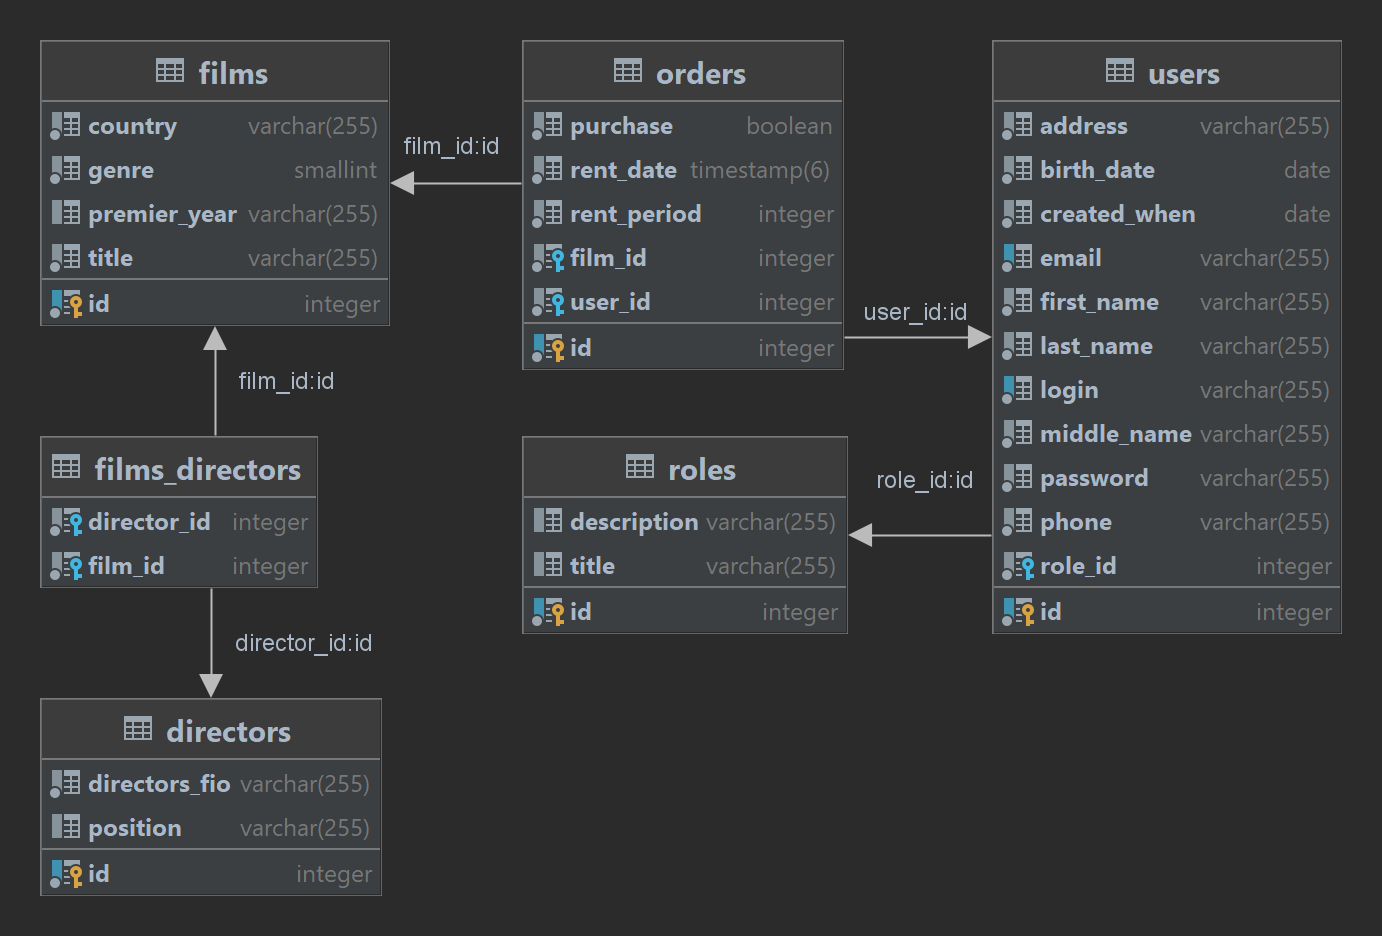 films
country varchar(255)
genre smallint
premier_year varchar(255)
title varchar(255)
id integer
film_id:id
orders
purchase boolean
rent_date timestamp(6)
rent_period integer
film_id integer
user_id integer
id integer
user_id:id
users
address varchar(255)
birth_date date
created_when date
email varchar(255)
first_name varchar(255)
last_name varchar(255)
login varchar(255)
middle_name varchar(255)
password varchar(255)
phone varchar(255)
role_id integer
id integer
film_id:id
films_directors
director_id integer
film_id integer
roles
description varchar(255)
title varchar(255)
id integer
role_id:id
director_id:id
directors
directors_fio varchar(255)
position varchar(255)
id integer